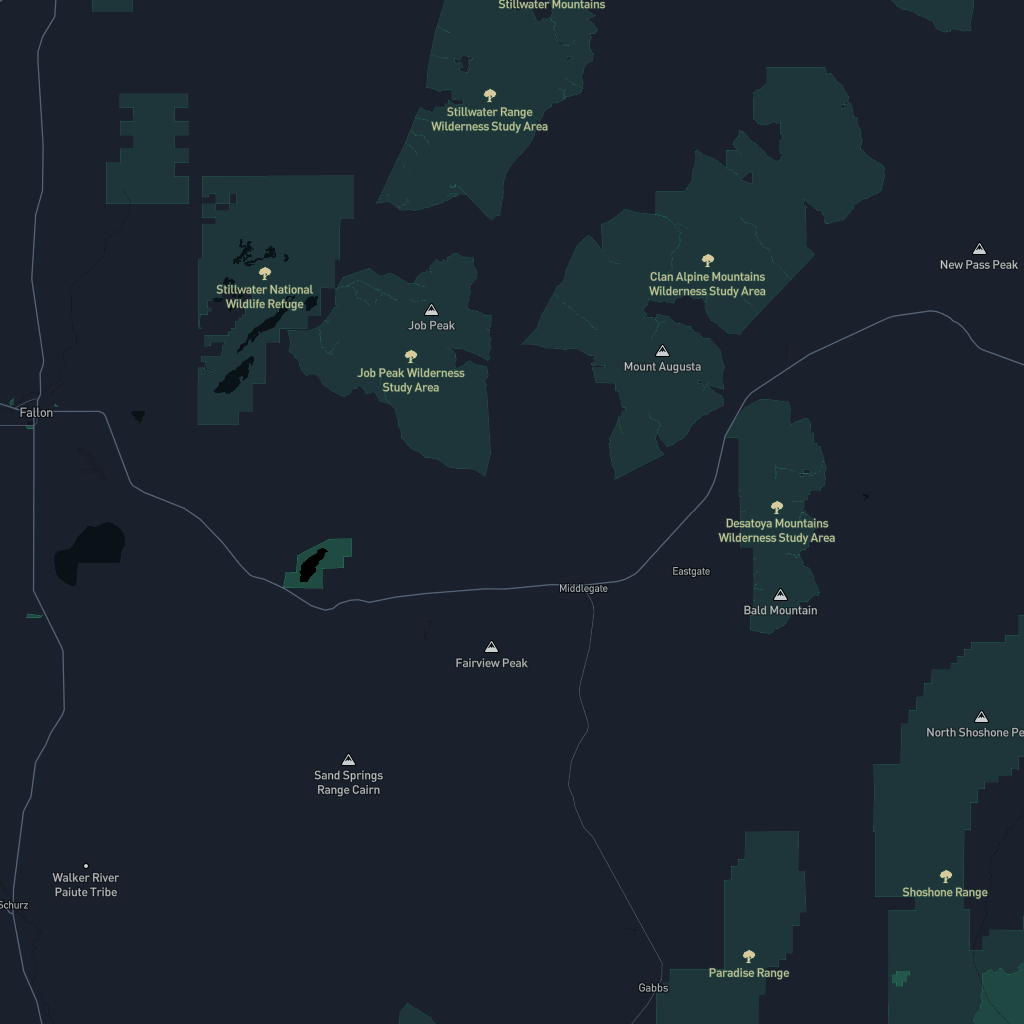 Stillwater Mountains
Stillwater Range
Wilderness Study Area
New Pass Peak
Clan Alpine Mountains
Wilderness Study Area
Stillwater National
Wildlife Refuge
Job Peak
Mount Augusta
Job Peak Wilderness
Study Area
Fallon
Desatoya Mountains
Wilderness Study Area
Eastgate
Middlegate
Bald Mountain
Fairview Peak
North Shoshone Pe
Sand Springs
Range Cairn
Walker River
Paiute Tribe
Shoshone Range
Schurz
Paradise Range
Gabbs